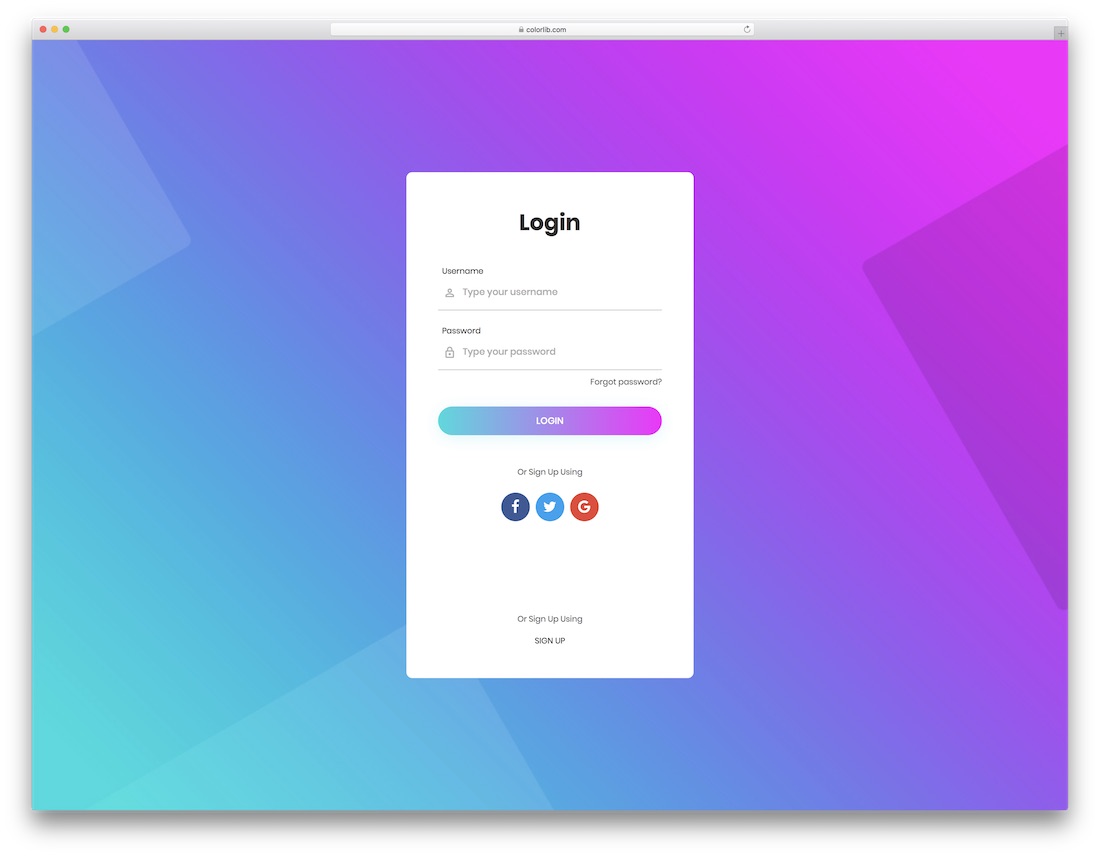 colorlib.com
Login
Username
Type your username
Password
Type your password
Forgot password?
LOGIN
Or Sign Up Using
Or Sign Up Using
SIGN UP